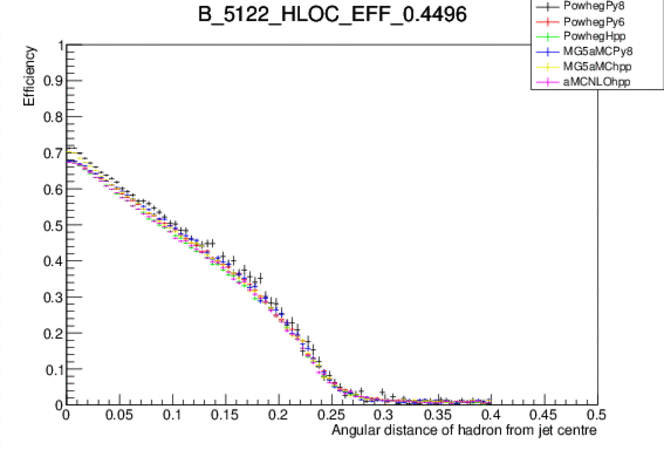 B_5122_HLOC_EFF_0.4496
PowhegPy8
PowhegPy6
PowhegHpp
MG5aMCPy8
MG5aMChpp
aMCNLOhpp
Efficiency
1
0.9
0.8
0.7
0.6
0.5
0.4
0.3
0.2
0.1
0
0 0.05 0.1 0.15 0.2 0.25 0.3 0.35 0.4 0.45 0.5
Angular distance of hadron from jet centre